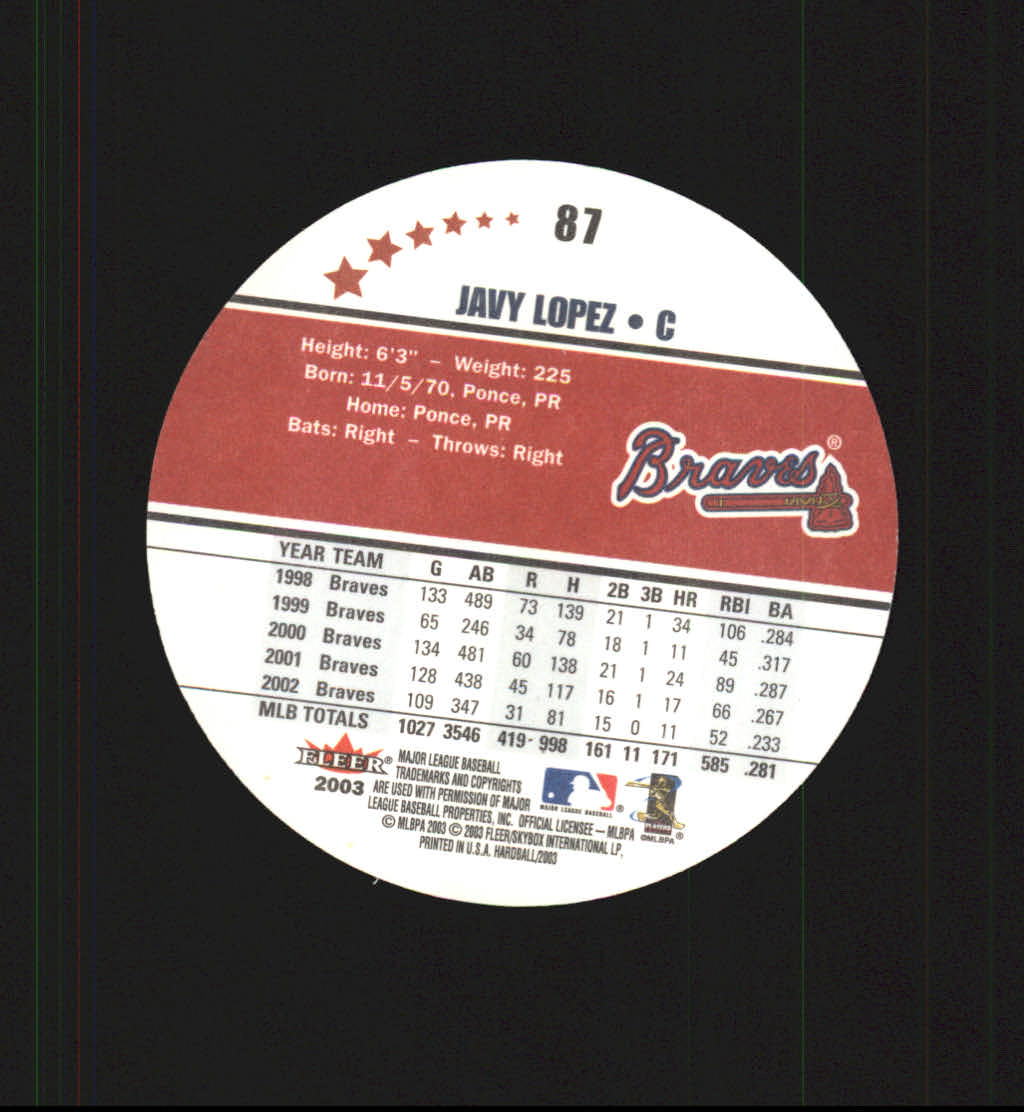 87
JAVY LOPEZ • C
Height: 6'3" – Weight: 225
Born: 11/5/70, Ponce, PR
Home: Ponce, PR
Bats: Right – Throws: Right
Braves®
YEAR TEAM G AB R H 2B 3B HR RBI BA
1998 Braves 133 489 73 139 21 1 34 106 .284
1999 Braves 65 246 34 78 18 1 11 45 .317
2000 Braves 134 481 60 138 21 1 24 89 .287
2001 Braves 128 438 45 117 16 1 17 66 .267
2002 Braves 109 347 31 81 15 0 11 52 .233
MLB TOTALS 1027 3546 419 998 161 11 171 585 .281
FLEER®
2003
MAJOR LEAGUE BASEBALL
TRADEMARKS AND COPYRIGHTS
ARE USED WITH PERMISSION OF MAJOR
LEAGUE BASEBALL PROPERTIES, INC. OFFICIAL LICENSEE – MLBPA
© MLBPA 2003 © 2003 FLEER/SKYBOX INTERNATIONAL LP,
PRINTED IN U.S.A. HARDBALL/2003
MAJOR LEAGUE BASEBALL®
PLAYERS
©MLBPA®